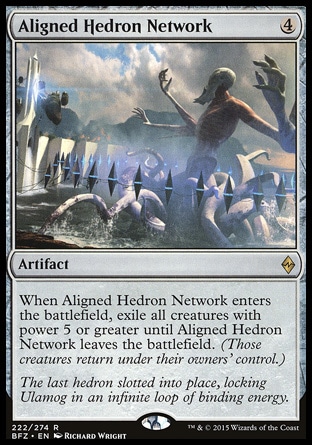 Aligned Hedron Network 4
Artifact
When Aligned Hedron Network enters
the battlefield, exile all creatures with
power 5 or greater until Aligned Hedron
Network leaves the battlefield. (Those
creatures return under their owners' control.)
The last hedron slotted into place, locking
Ulamog in an infinite loop of binding energy.
222/274 R
BFZ • EN Richard Wright
™ & © 2015 Wizards of the Coast